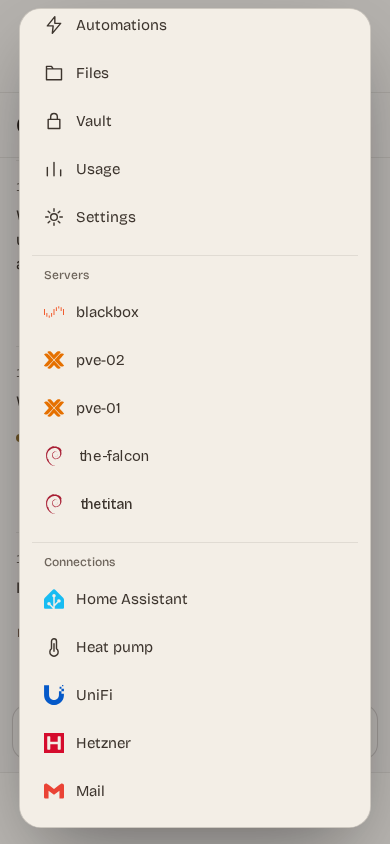 Automations
Files
Vault
Usage
Settings
Servers
blackbox
pve-02
pve-01
the-falcon
thetitan
Connections
Home Assistant
Heat pump
UniFi
Hetzner
Mail